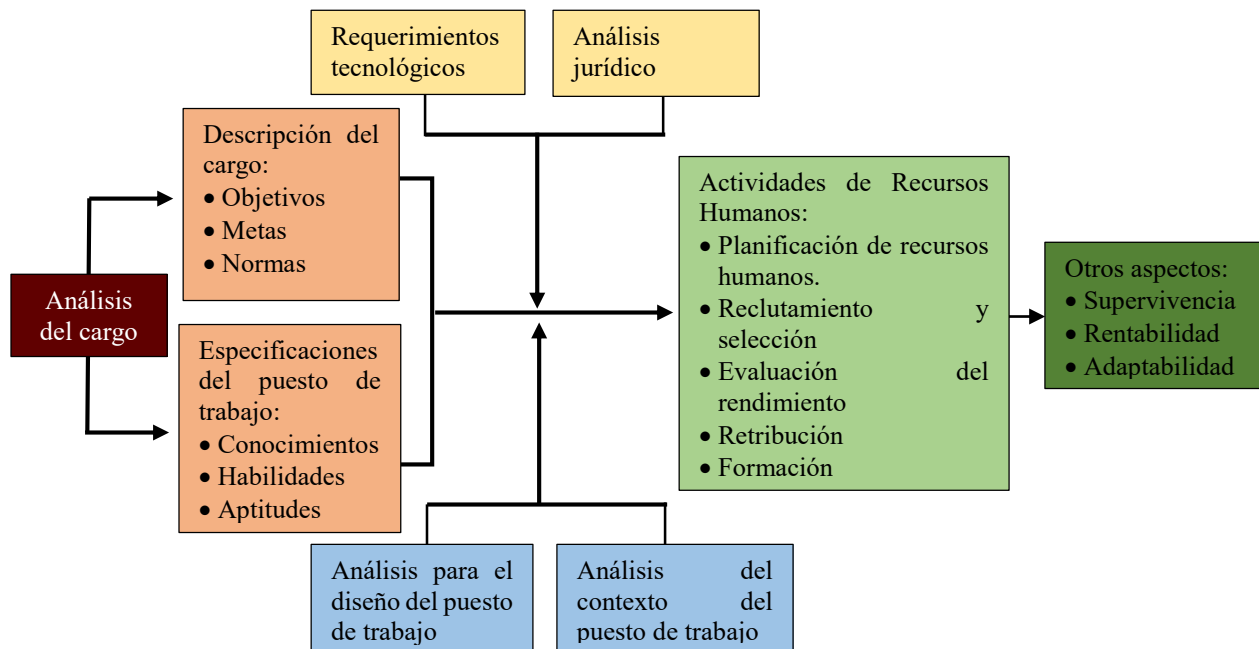 Requerimientos
tecnológicos
Análisis
jurídico
Descripción del
cargo:
• Objetivos
• Metas
• Normas
Análisis
del cargo
Especificaciones
del puesto de
trabajo:
• Conocimientos
• Habilidades
• Aptitudes
Actividades de Recursos
Humanos:
• Planificación de recursos
humanos.
• Reclutamiento y
selección
• Evaluación del
rendimiento
• Retribución
• Formación
Otros aspectos:
• Supervivencia
• Rentabilidad
• Adaptabilidad
Análisis para el
diseño del puesto
de trabajo
Análisis del
contexto del
puesto de trabajo